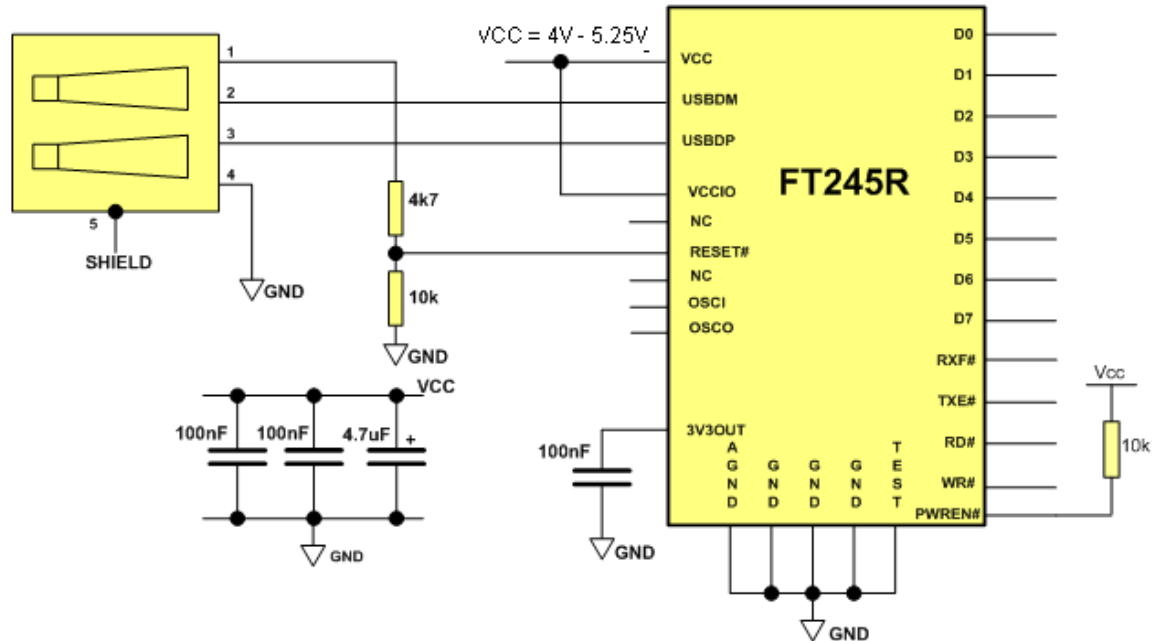 1
2
3
4
5
SHIELD
GND
4k7
10k
GND
VCC = 4V - 5.25V
FT245R
VCC
USBDM
USBDP
VCCIO
NC
RESET#
NC
OSCI
OSCO
3V3OUT
D0
D1
D2
D3
D4
D5
D6
D7
RXF#
TXE#
RD#
WR#
PWREN#
AGND
GND
GND
GND
TEST
GND
Vcc
10k
VCC
100nF
100nF
4.7uF
+
GND
100nF
GND